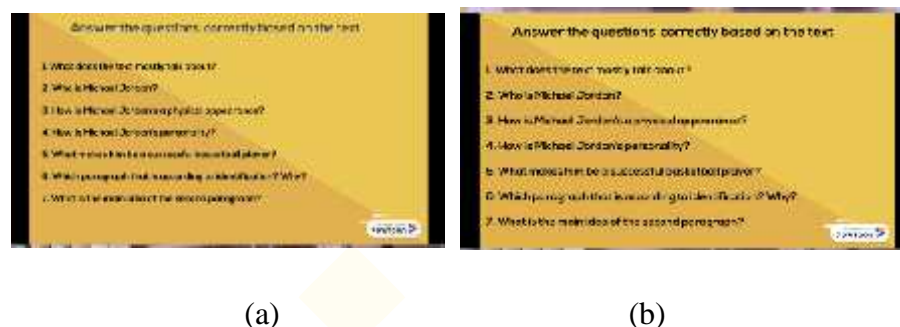 Answer the questions correctly based on the text
1. What does the text mostly talk about?
2. Who is Michael Jordan?
3. How is Michael Jordan's physical appearance?
4. How is Michael Jordan's personality?
5. What makes him be a successful basketball player?
6. Which paragraph that is according to identification? Why?
7. What is the main idea of the second paragraph?
(a)
Answer the questions correctly based on the text
1. What does the text mostly talk about?
2. Who is Michael Jordan?
3. How is Michael Jordan's physical appearance?
4. How is Michael Jordan's personality?
5. What makes him be a successful basketball player?
6. Which paragraph that is according to identification? Why?
7. What is the main idea of the second paragraph?
(b)